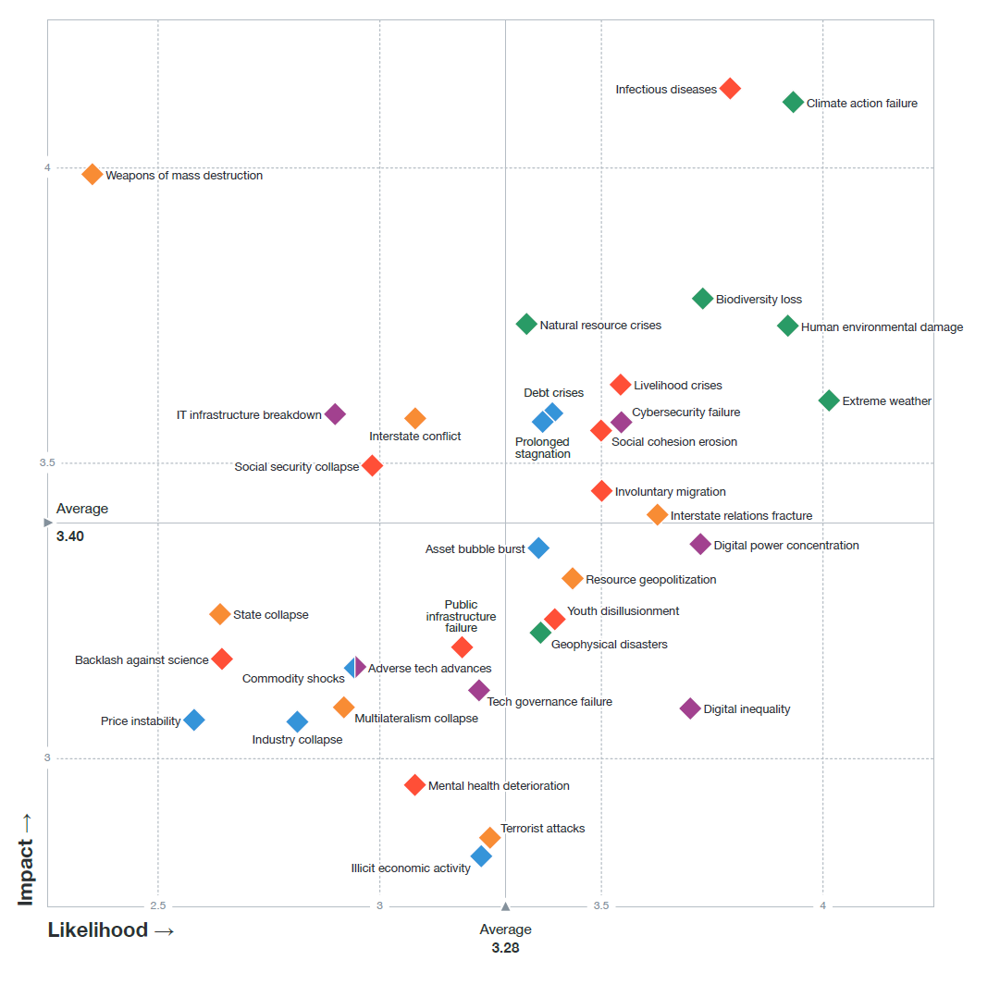 Infectious diseases
Climate action failure
4
Weapons of mass destruction
Biodiversity loss
Natural resource crises
Human environmental damage
Livelihood crises
Debt crises
Extreme weather
IT infrastructure breakdown
Cybersecurity failure
Interstate conflict
Prolonged
stagnation
Social cohesion erosion
3.5
Social security collapse
Involuntary migration
Average
Interstate relations fracture
3.40
Asset bubble burst
Digital power concentration
Resource geopolitization
Public
infrastructure
failure
Youth disillusionment
State collapse
Geophysical disasters
Backlash against science
Commodity shocks
Adverse tech advances
Tech governance failure
Digital inequality
Price instability
Multilateralism collapse
Industry collapse
3
Mental health deterioration
Terrorist attacks
Illicit economic activity
Impact →
2.5
3
3.5
4
Likelihood →
Average
3.28